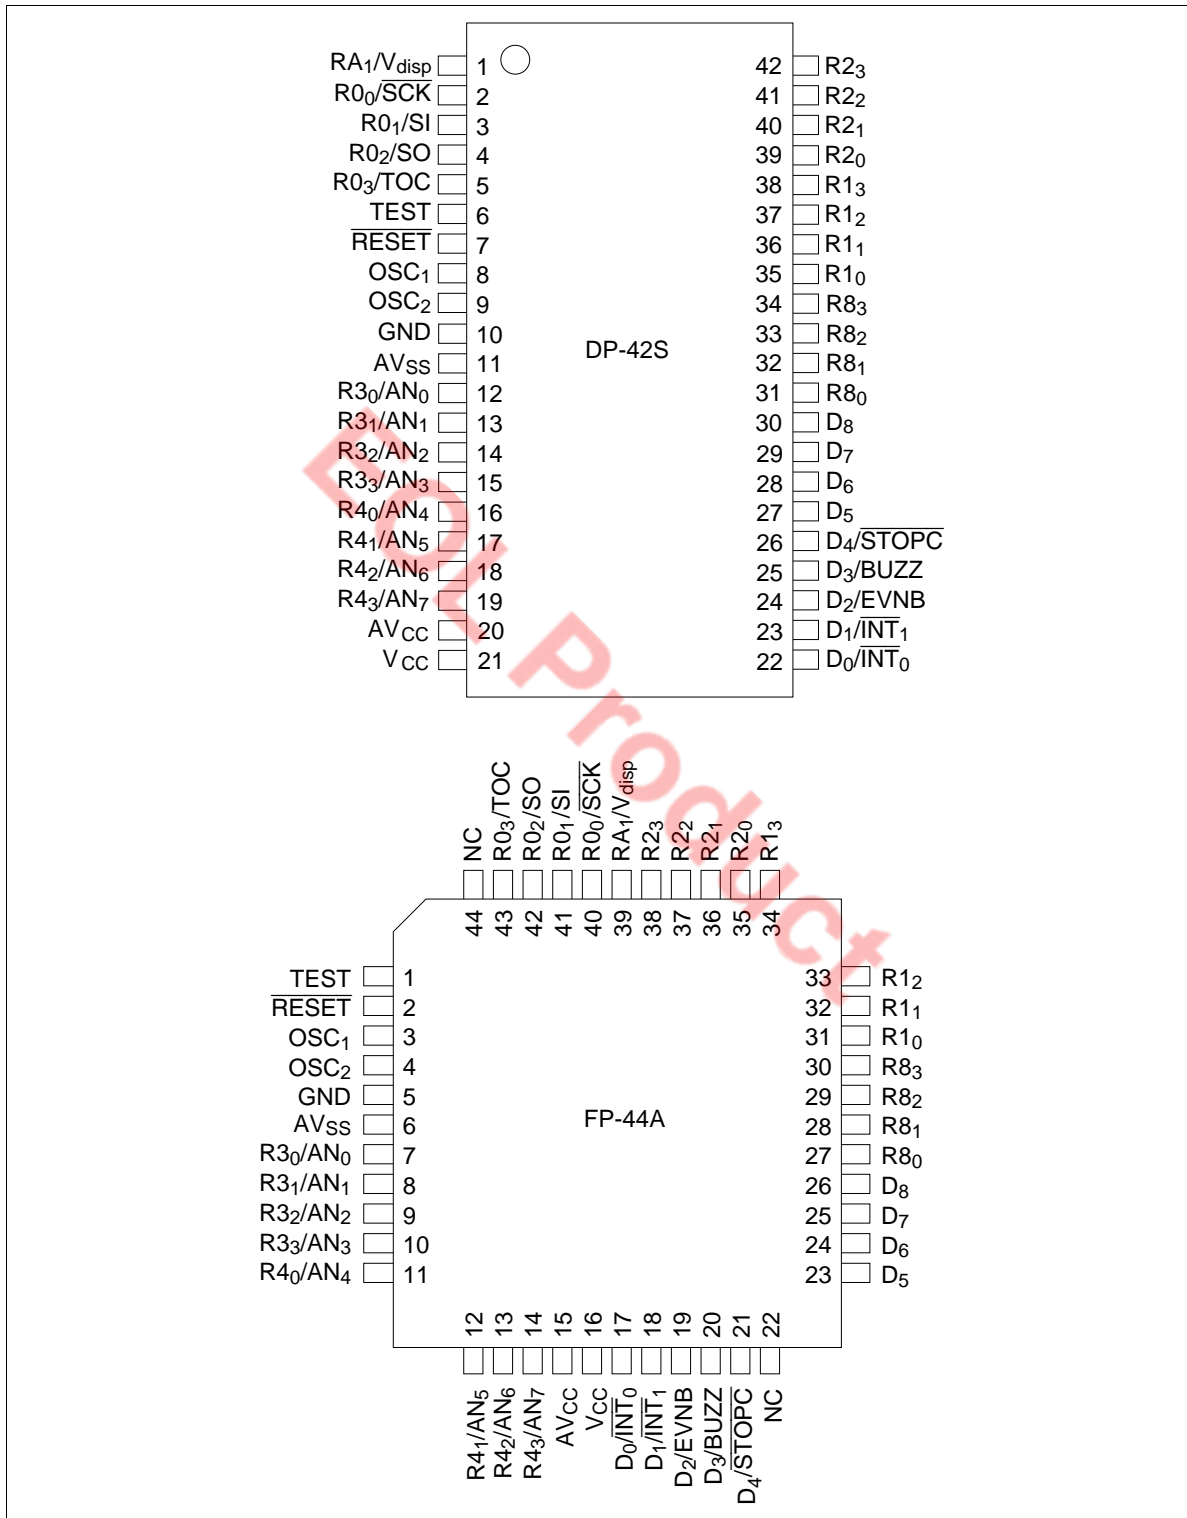 RA1/Vdisp 1 42 R23
R00/SCK 2 41 R22
R01/SI 3 40 R21
R02/SO 4 39 R20
R03/TOC 5 38 R13
TEST 6 37 R12
RESET 7 36 R11
OSC1 8 35 R10
OSC2 9 34 R83
GND 10 33 R82
DP-42S
AVSS 11 32 R81
R30/AN0 12 31 R80
R31/AN1 13 30 D8
R32/AN2 14 29 D7
R33/AN3 15 28 D6
R40/AN4 16 27 D5
R41/AN5 17 26 D4/STOPC
R42/AN6 18 25 D3/BUZZ
R43/AN7 19 24 D2/EVNB
AVCC 20 23 D1/INT1
VCC 21 22 D0/INT0
EOL Product
NC R03/TOC R02/SO R01/SI R00/SCK RA1/Vdisp R23 R22 R21 R20 R13
44 43 42 41 40 39 38 37 36 35 34
TEST 1 33 R12
RESET 2 32 R11
OSC1 3 31 R10
OSC2 4 30 R83
GND 5 29 R82
FP-44A
AVSS 6 28 R81
R30/AN0 7 27 R80
R31/AN1 8 26 D8
R32/AN2 9 25 D7
R33/AN3 10 24 D6
R40/AN4 11 23 D5
12 13 14 15 16 17 18 19 20 21 22
R41/AN5 R42/AN6 R43/AN7 AVCC VCC D0/INT0 D1/INT1 D2/EVNB D3/BUZZ D4/STOPC NC